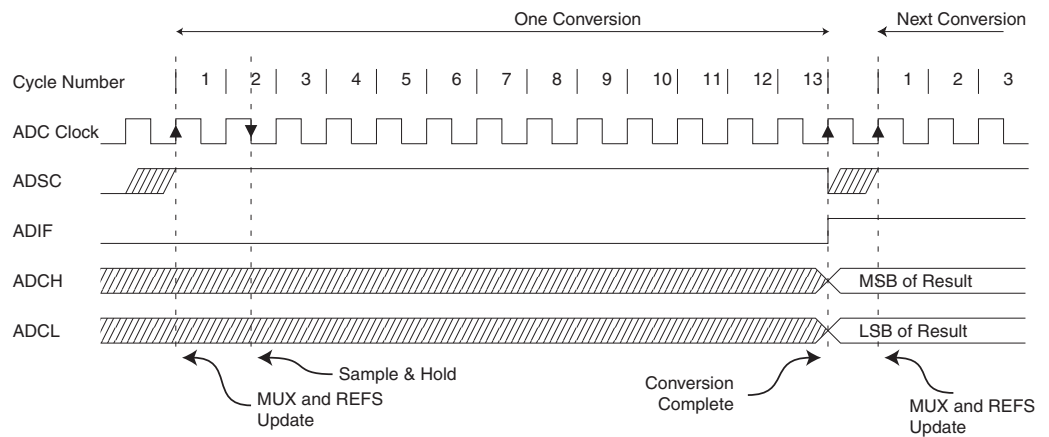 One Conversion
Next Conversion
Cycle Number 1 2 3 4 5 6 7 8 9 10 11 12 13 1 2 3
ADC Clock
ADSC
ADIF
ADCH MSB of Result
ADCL LSB of Result
Sample & Hold
MUX and REFS
Update
Conversion
Complete
MUX and REFS
Update